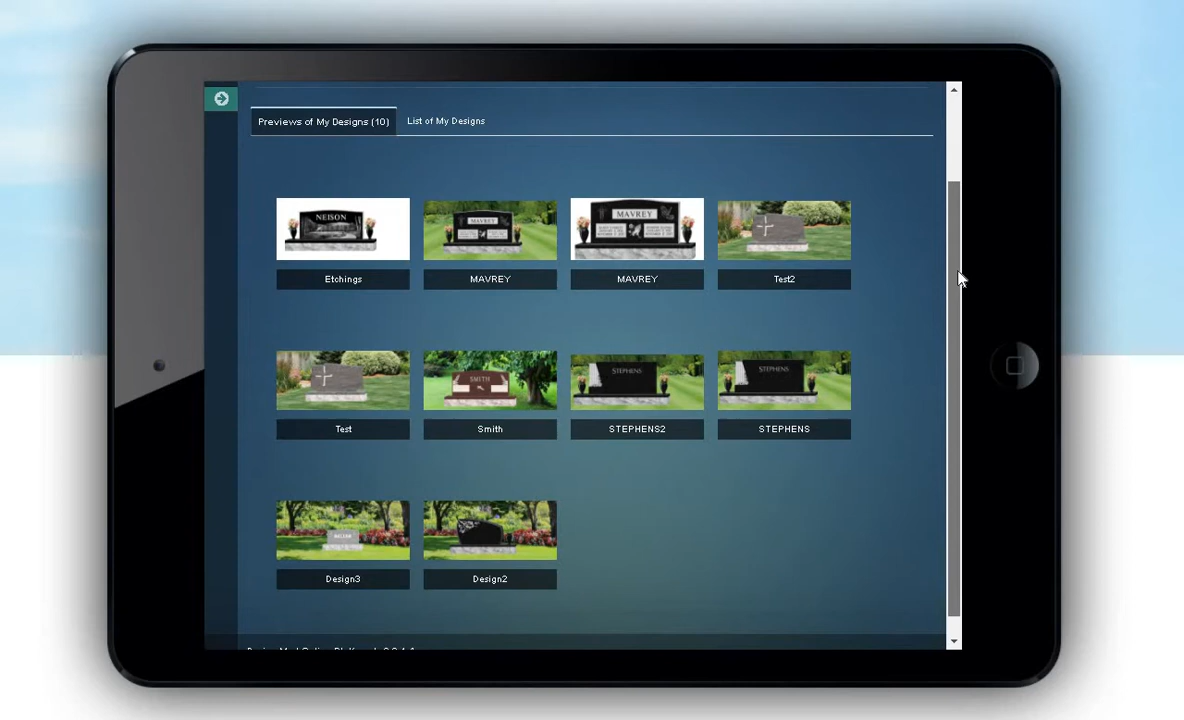 Previews of My Designs (10)
List of My Designs
NEISON
MAVREY
MAVREY
Etchings
MAVREY
MAVREY
Test2
SMITH
STEPHENS
STEPHENS
Test
Smith
STEPHENS2
STEPHENS
Design3
Design2